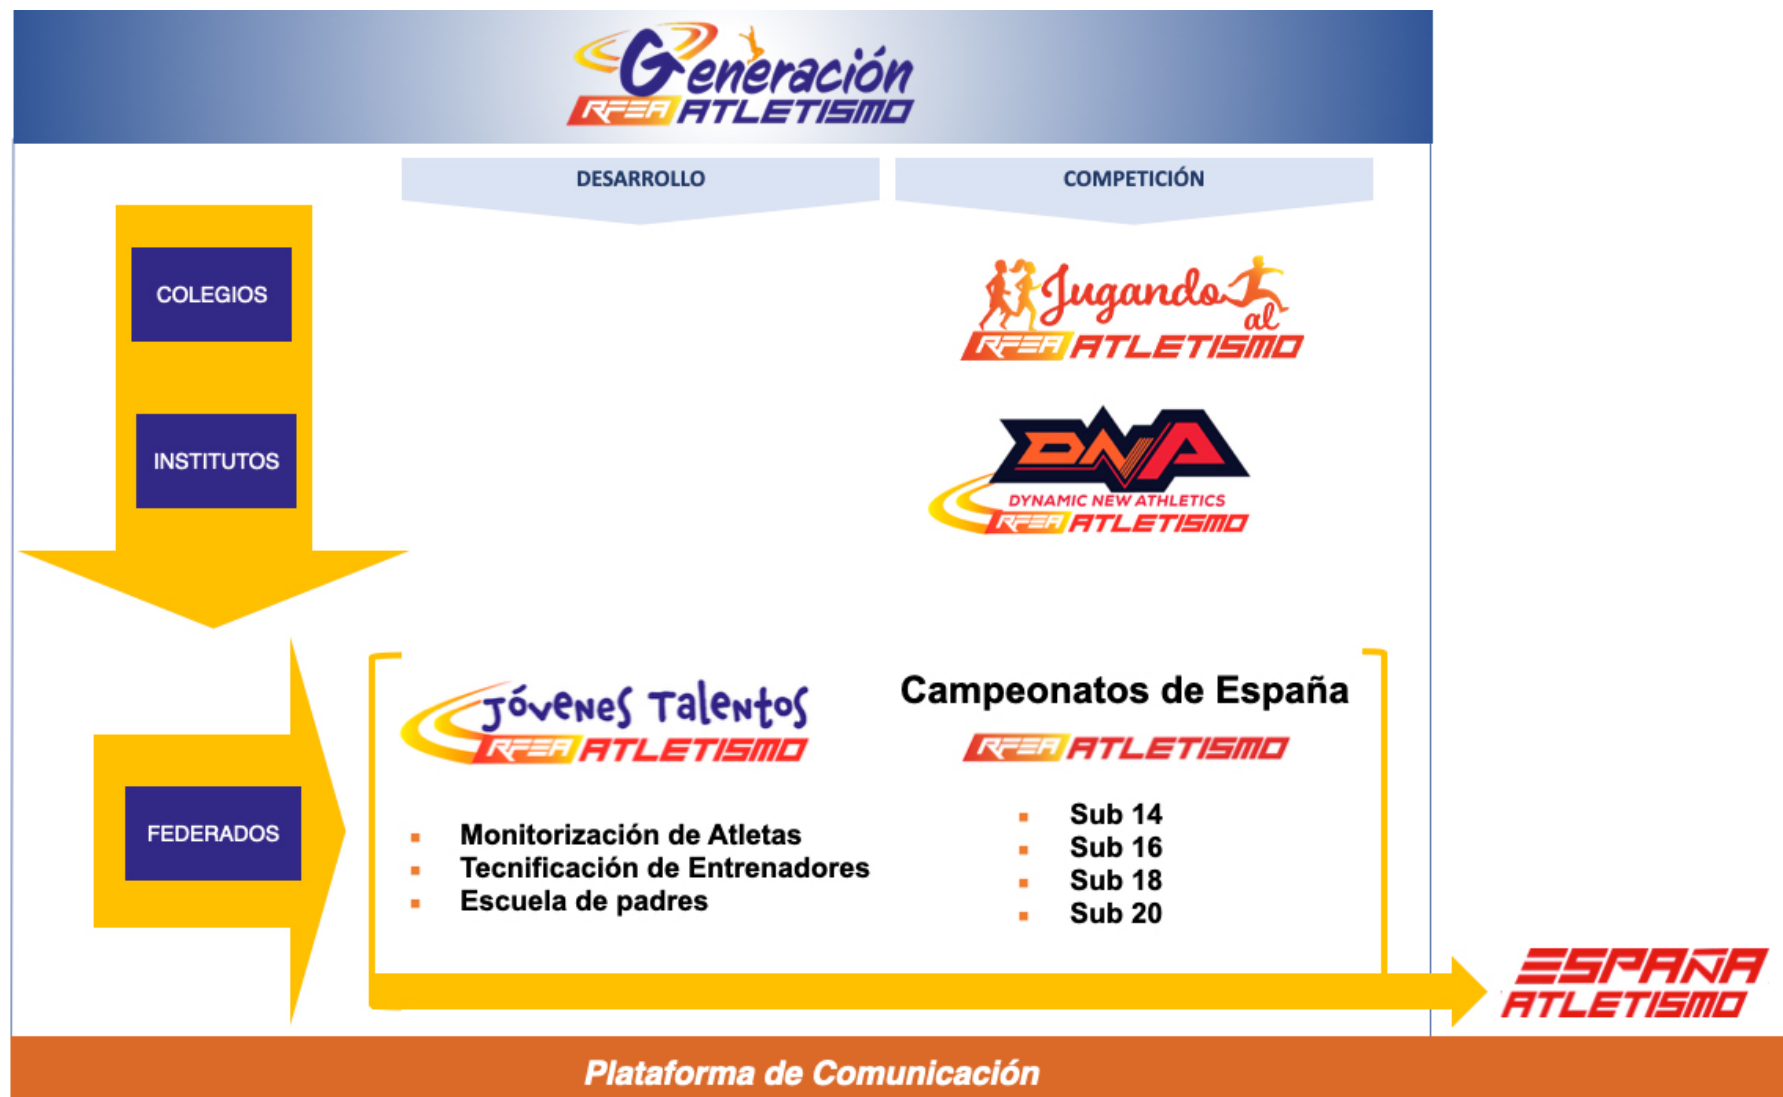 Generación
RFEA ATLETISMO
DESARROLLO
COMPETICIÓN
COLEGIOS
Jugando
al
RFEA ATLETISMO
INSTITUTOS
DNA
DYNAMIC NEW ATHLETICS
RFEA ATLETISMO
FEDERADOS
JóveNeS TaleNtoS
RFEA ATLETISMO
Monitorización de Atletas
Tecnificación de Entrenadores
Escuela de padres
Campeonatos de España
RFEA ATLETISMO
Sub 14
Sub 16
Sub 18
Sub 20
ESPAÑA
ATLETISMO
Plataforma de Comunicación